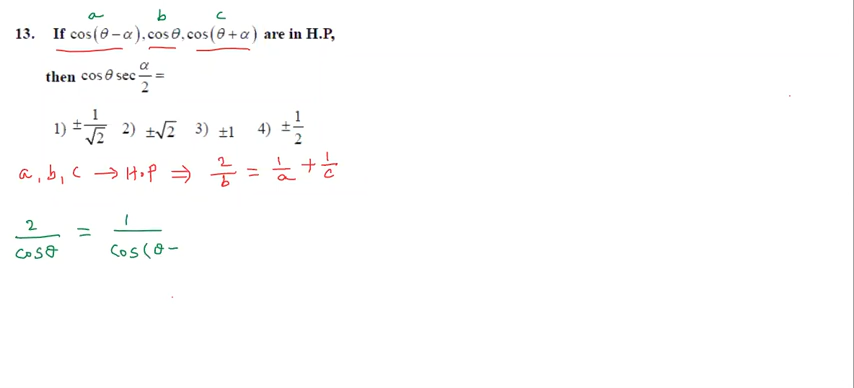 a b c
13. If cos(θ − α), cosθ, cos(θ + α) are in H.P,
then cosθ sec α/2 =
1) ± 1/√2 2) ±√2 3) ±1 4) ± 1/2
a, b, c → H.P ⇒ 2/b = 1/a + 1/c
2/cosθ = 1/cos(θ −